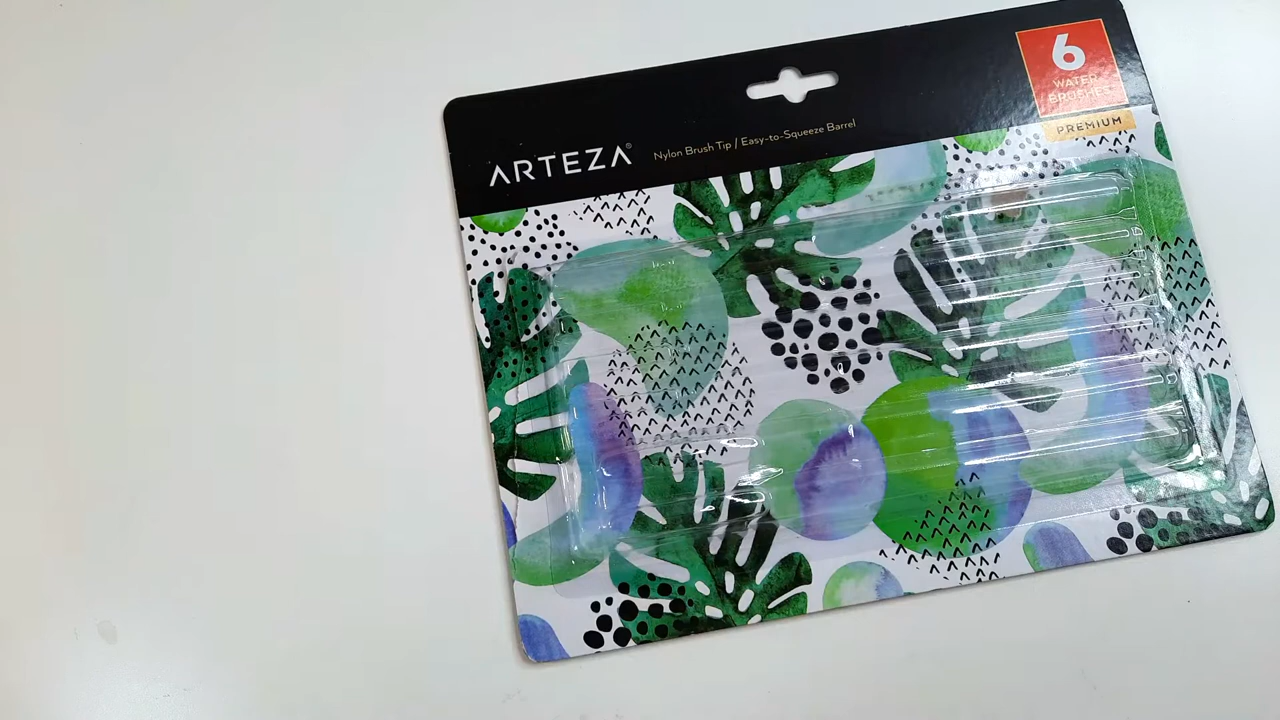 ARTEZA®
Nylon Brush Tip / Easy-to-Squeeze Barrel
6
WATER
BRUSHES
PREMIUM